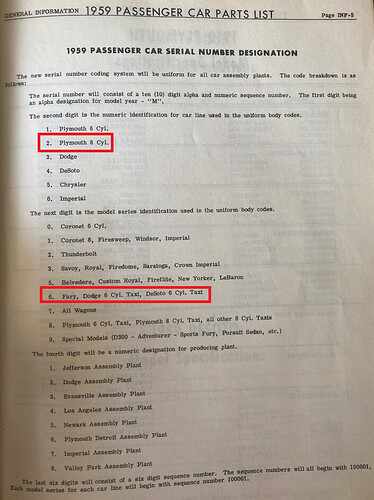 GENERAL INFORMATION 1959 PASSENGER CAR PARTS LIST Page INF-5
1959 PASSENGER CAR SERIAL NUMBER DESIGNATION
The new serial number coding system will be uniform for all car assembly plants. The code breakdown is as
follows:
The serial number will consist of a ten (10) digit alpha and numeric sequence number. The first digit being
an alpha designation for model year - "M".
The second digit is the numeric identification for car line used in the uniform body codes.
1. Plymouth 6 Cyl.
2. Plymouth 8 Cyl.
3. Dodge
4. DeSoto
5. Chrysler
6. Imperial
The next digit is the model series identification used in the uniform body codes.
0. Coronet 6 Cyl.
1. Coronet 8, Firesweep, Windsor, Imperial
2. Thunderbolt
3. Savoy, Royal, Firedome, Saratoga, Crown Imperial
5. Belvedere, Custom Royal, Fireflite, New Yorker, LeBaron
6. Fury, Dodge 6 Cyl. Taxi, DeSoto 6 Cyl. Taxi
7. All Wagons
8. Plymouth 6 Cyl. Taxi, Plymouth 8 Cyl. Taxi, all other 8 Cyl. Taxis
9. Special Models (D300 - Adventurer - Sports Fury, Pursuit Sedan, etc.)
The fourth digit will be a numeric designation for producing plant.
1. Jefferson Assembly Plant
2. Dodge Assembly Plant
3. Evansville Assembly Plant
4. Los Angeles Assembly Plant
5. Newark Assembly Plant
6. Plymouth Detroit Assembly Plant
7. Imperial Assembly Plant
8. Valley Park Assembly Plant
The last six digits will consist of a six digit sequence number. The sequence numbers will all begin with 100001.
Each model series for each car line will begin with sequence number 100001.